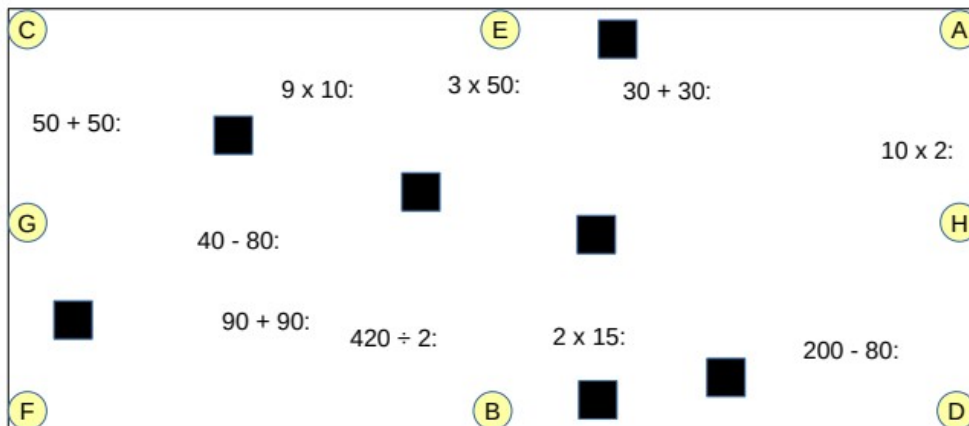 C
E
A
9 x 10:
3 x 50:
30 + 30:
50 + 50:
10 x 2:
G
H
40 - 80:
90 + 90:
420 ÷ 2:
2 x 15:
200 - 80:
F
B
D